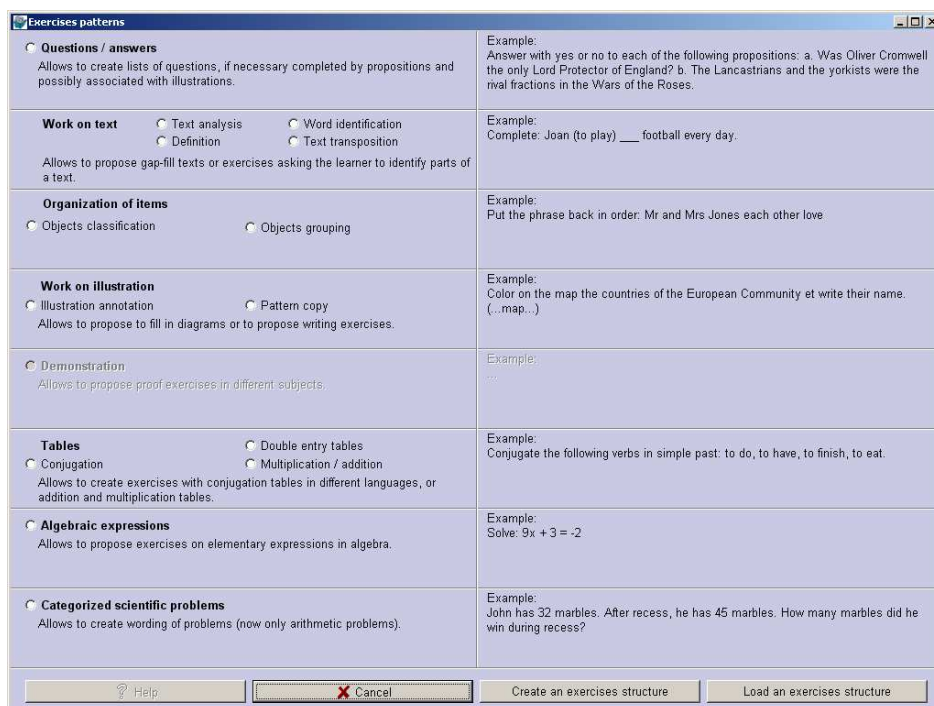 Exercises patterns
Questions / answers
Allows to create lists of questions, if necessary completed by propositions and
possibly associated with illustrations.
Example:
Answer with yes or no to each of the following propositions: a. Was Oliver Cromwell
the only Lord Protector of England? b. The Lancastrians and the yorkists were the
rival fractions in the Wars of the Roses.
Work on text
Text analysis
Word identification
Definition
Text transposition
Allows to propose gap-fill texts or exercises asking the learner to identify parts of
a text.
Example:
Complete: Joan (to play) ___ football every day.
Organization of items
Objects classification
Objects grouping
Example:
Put the phrase back in order: Mr and Mrs Jones each other love
Work on illustration
Illustration annotation
Pattern copy
Allows to propose to fill in diagrams or to propose writing exercises.
Example:
Color on the map the countries of the European Community et write their name.
(...map...)
Demonstration
Allows to propose proof exercises in different subjects.
Example:
...
Tables
Double entry tables
Conjugation
Multiplication / addition
Allows to create exercises with conjugation tables in different languages, or
addition and multiplication tables.
Example:
Conjugate the following verbs in simple past: to do, to have, to finish, to eat.
Algebraic expressions
Allows to propose exercises on elementary expressions in algebra.
Example:
Solve: 9x + 3 = -2
Categorized scientific problems
Allows to create wording of problems (now only arithmetic problems).
Example:
John has 32 marbles. After recess, he has 45 marbles. How many marbles did he
win during recess?
? Help
Cancel
Create an exercises structure
Load an exercises structure